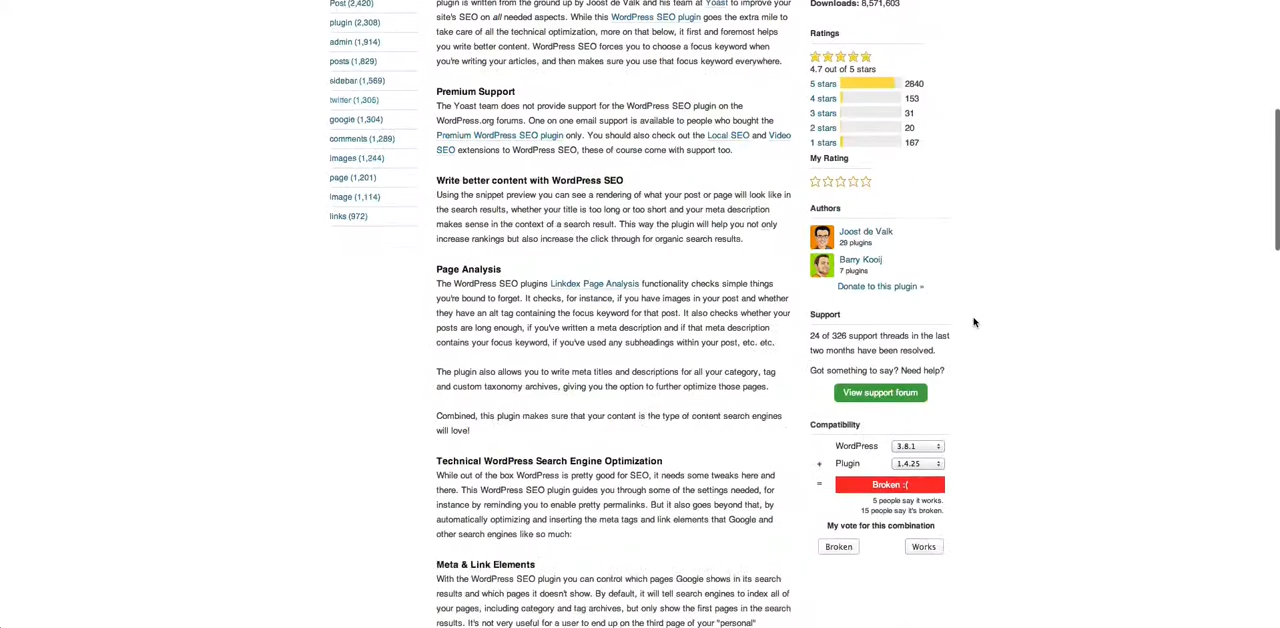 Post (2,420)
plugin (2,308)
admin (1,914)
posts (1,829)
sidebar (1,569)
twitter (1,305)
google (1,304)
comments (1,289)
images (1,244)
page (1,201)
image (1,114)
links (972)
plugin is written from the ground up by Joost de Valk and his team at Yoast to improve your
site's SEO on all needed aspects. While this WordPress SEO plugin goes the extra mile to
take care of all the technical optimization, more on that below, it first and foremost helps
you write better content. WordPress SEO forces you to choose a focus keyword when
you're writing your articles, and then makes sure you use that focus keyword everywhere.
Premium Support
The Yoast team does not provide support for the WordPress SEO plugin on the
WordPress.org forums. One on one email support is available to people who bought the
Premium WordPress SEO plugin only. You should also check out the Local SEO and Video
SEO extensions to WordPress SEO, these of course come with support too.
Write better content with WordPress SEO
Using the snippet preview you can see a rendering of what your post or page will look like in
the search results, whether your title is too long or too short and your meta description
makes sense in the context of a search result. This way the plugin will help you not only
increase rankings but also increase the click through for organic search results.
Page Analysis
The WordPress SEO plugins Linkdex Page Analysis functionality checks simple things
you're bound to forget. It checks, for instance, if you have images in your post and whether
they have an alt tag containing the focus keyword for that post. It also checks whether your
posts are long enough, if you've written a meta description and if that meta description
contains your focus keyword, if you've used any subheadings within your post, etc. etc.
The plugin also allows you to write meta titles and descriptions for all your category, tag
and custom taxonomy archives, giving you the option to further optimize those pages.
Combined, this plugin makes sure that your content is the type of content search engines
will love!
Technical WordPress Search Engine Optimization
While out of the box WordPress is pretty good for SEO, it needs some tweaks here and
there. This WordPress SEO plugin guides you through some of the settings needed, for
instance by reminding you to enable pretty permalinks. But it also goes beyond that, by
automatically optimizing and inserting the meta tags and link elements that Google and
other search engines like so much:
Meta & Link Elements
With the WordPress SEO plugin you can control which pages Google shows in its search
results and which pages it doesn't show. By default, it will tell search engines to index all of
your pages, including category and tag archives, but only show the first pages in the search
results. It's not very useful for a user to end up on the third page of your "personal"
Downloads: 8,571,603
Ratings
4.7 out of 5 stars
5 stars 2840
4 stars 153
3 stars 31
2 stars 20
1 stars 167
My Rating
Authors
Joost de Valk
29 plugins
Barry Kooij
7 plugins
Donate to this plugin »
Support
24 of 326 support threads in the last
two months have been resolved.
Got something to say? Need help?
View support forum
Compatibility
WordPress 3.8.1
+ Plugin 1.4.25
= Broken :(
5 people say it works.
15 people say it's broken.
My vote for this combination
Broken Works